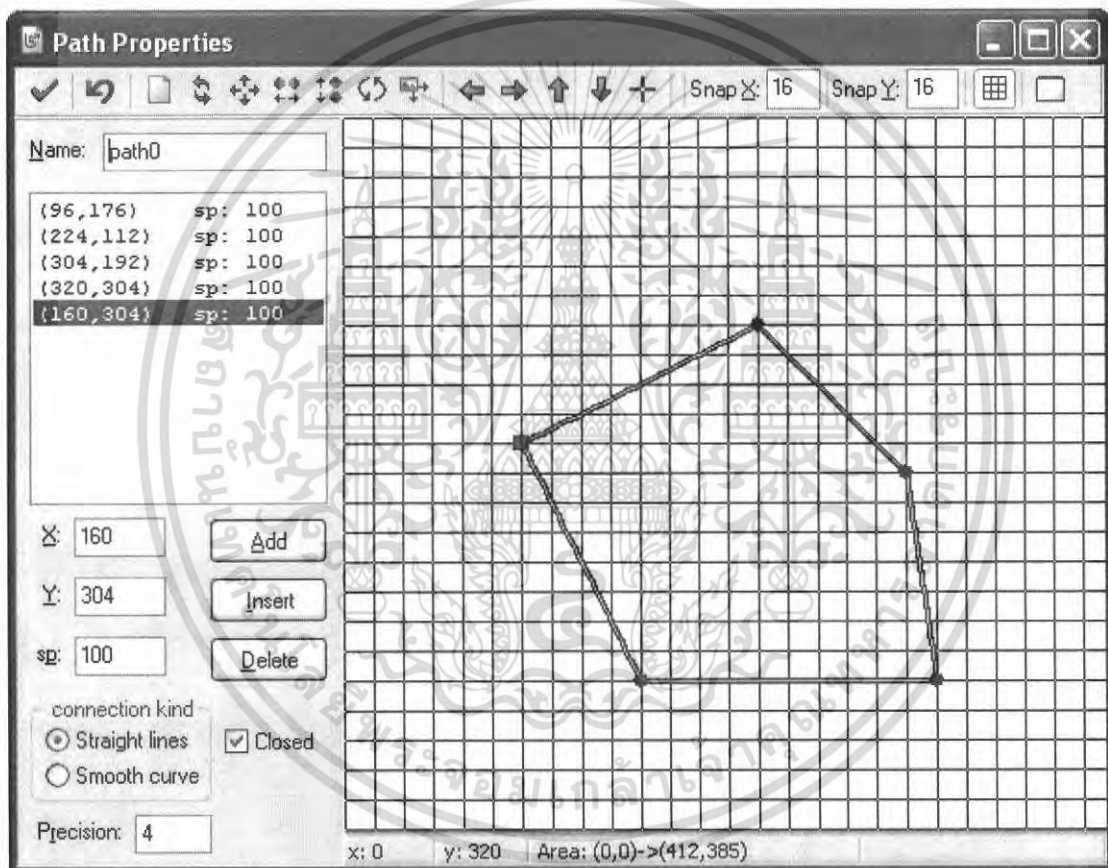 Path Properties
Snap X: 16 Snap Y: 16
Name: path0
(96,176) sp: 100
(224,112) sp: 100
(304,192) sp: 100
(320,304) sp: 100
(160,304) sp: 100
X: 160
Add
Y: 304
Insert
sp: 100
Delete
connection kind
Straight lines
Closed
Smooth curve
Precision: 4
x: 0 y: 320 Area: (0,0)->(412,385)